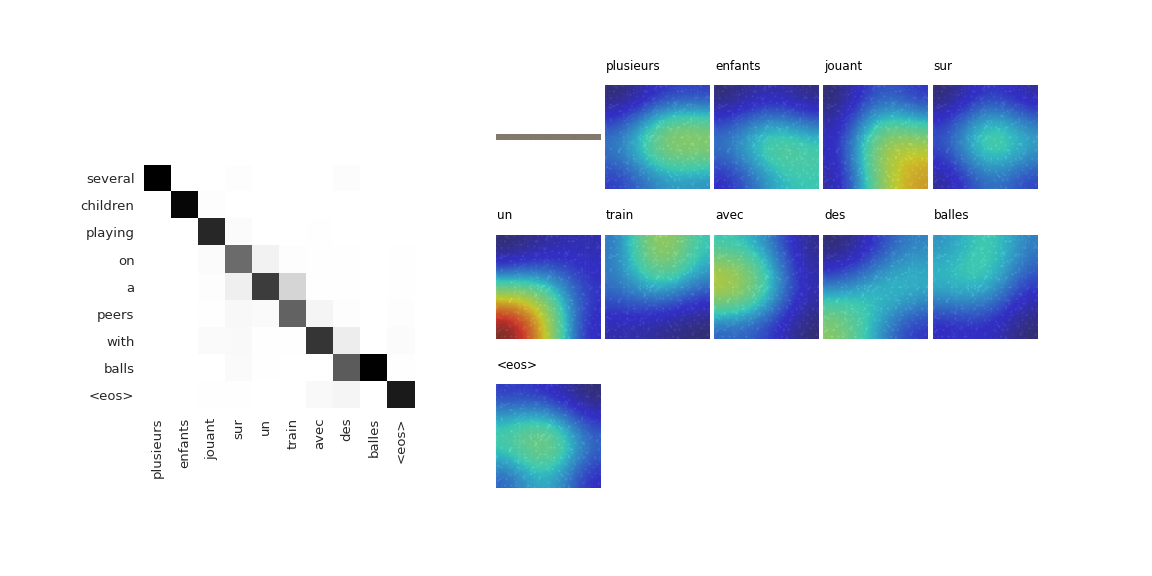 several
children
playing
on
a
peers
with
balls
<eos>
plusieurs enfants jouant sur un train avec des balles <eos>
plusieurs enfants jouant sur
un train avec des balles
<eos>